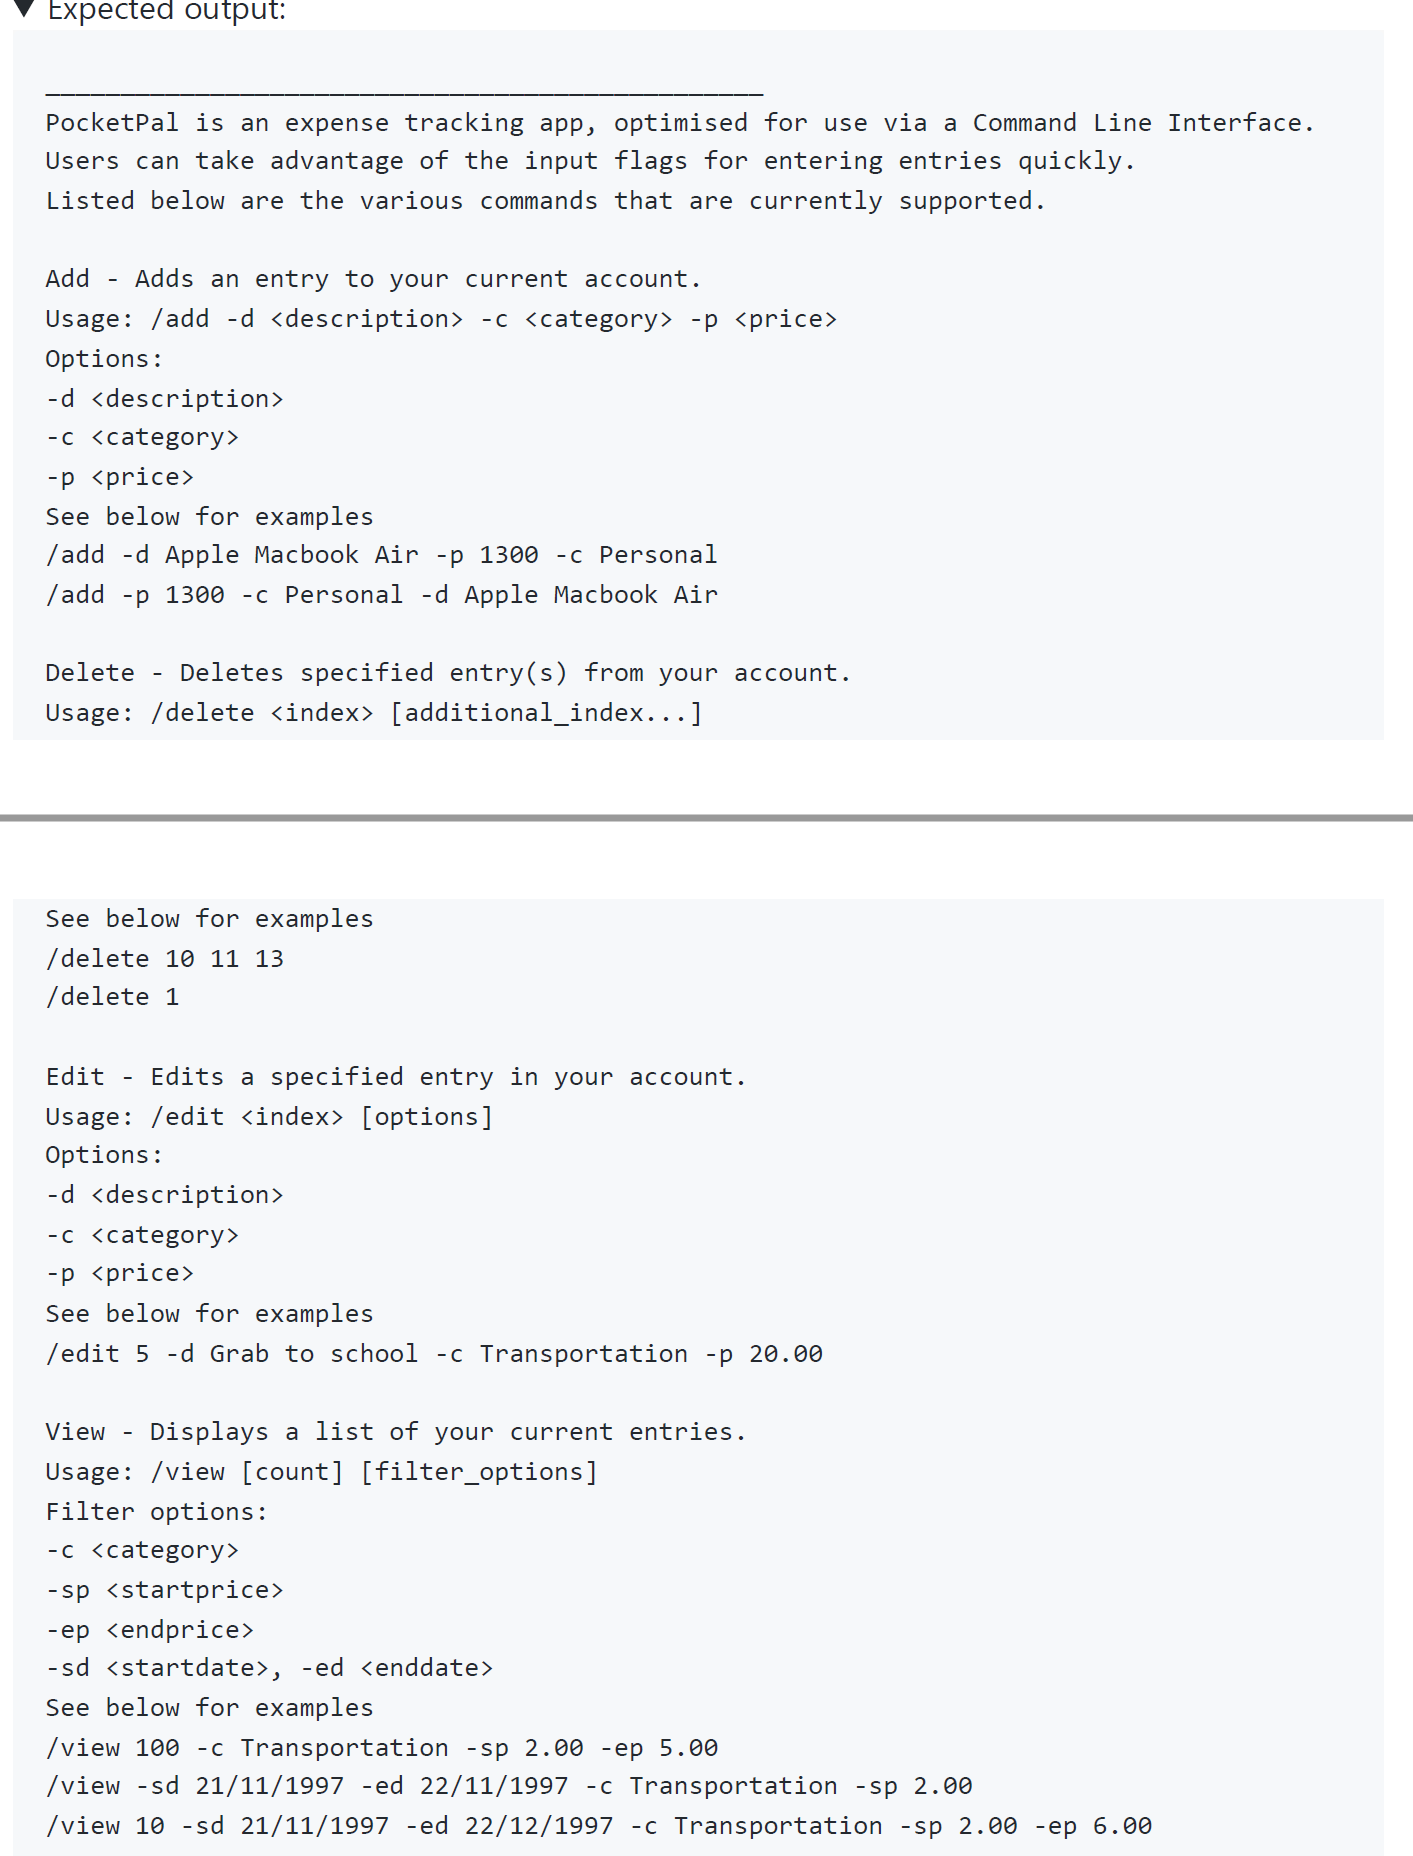 ▼ Expected output:
________________________________________________
PocketPal is an expense tracking app, optimised for use via a Command Line Interface.
Users can take advantage of the input flags for entering entries quickly.
Listed below are the various commands that are currently supported.
Add - Adds an entry to your current account.
Usage: /add -d <description> -c <category> -p <price>
Options:
-d <description>
-c <category>
-p <price>
See below for examples
/add -d Apple Macbook Air -p 1300 -c Personal
/add -p 1300 -c Personal -d Apple Macbook Air
Delete - Deletes specified entry(s) from your account.
Usage: /delete <index> [additional_index...]
See below for examples
/delete 10 11 13
/delete 1
Edit - Edits a specified entry in your account.
Usage: /edit <index> [options]
Options:
-d <description>
-c <category>
-p <price>
See below for examples
/edit 5 -d Grab to school -c Transportation -p 20.00
View - Displays a list of your current entries.
Usage: /view [count] [filter_options]
Filter options:
-c <category>
-sp <startprice>
-ep <endprice>
-sd <startdate>, -ed <enddate>
See below for examples
/view 100 -c Transportation -sp 2.00 -ep 5.00
/view -sd 21/11/1997 -ed 22/11/1997 -c Transportation -sp 2.00
/view 10 -sd 21/11/1997 -ed 22/12/1997 -c Transportation -sp 2.00 -ep 6.00